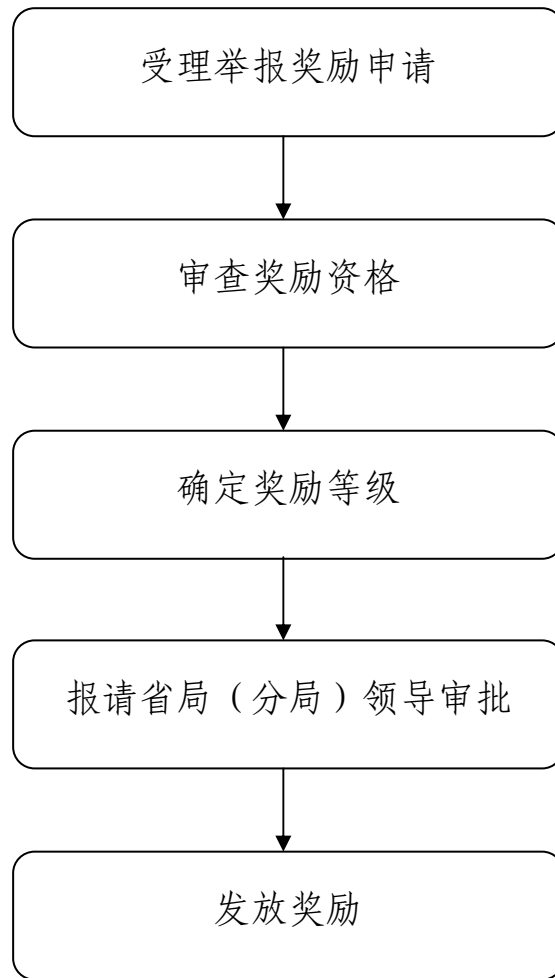 受理举报奖励申请
审查奖励资格
确定奖励等级
报请省局（分局）领导审批
发放奖励